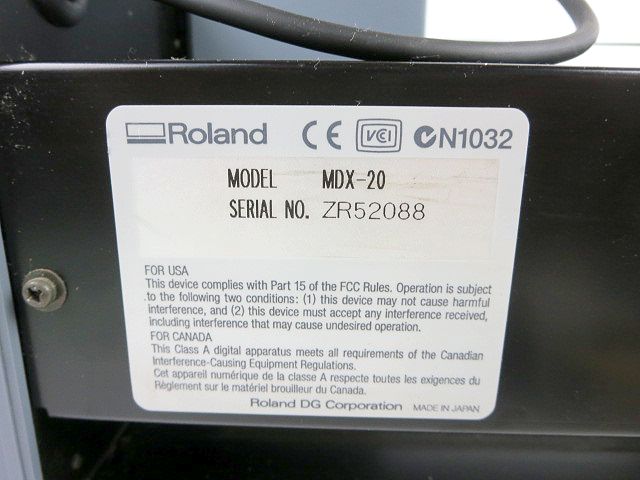 Roland CE VCI N1032
MODEL MDX-20
SERIAL NO. ZR52088
FOR USA
This device complies with Part 15 of the FCC Rules. Operation is subject
to the following two conditions: (1) this device may not cause harmful
interference, and (2) this device must accept any interference received,
including interference that may cause undesired operation.
FOR CANADA
This Class A digital apparatus meets all requirements of the Canadian
Interference-Causing Equipment Regulations.
Cet appareil numérique de la classe A respecte toutes les exigences du
Règlement sur le matériel brouilleur du Canada.
Roland DG Corporation MADE IN JAPAN